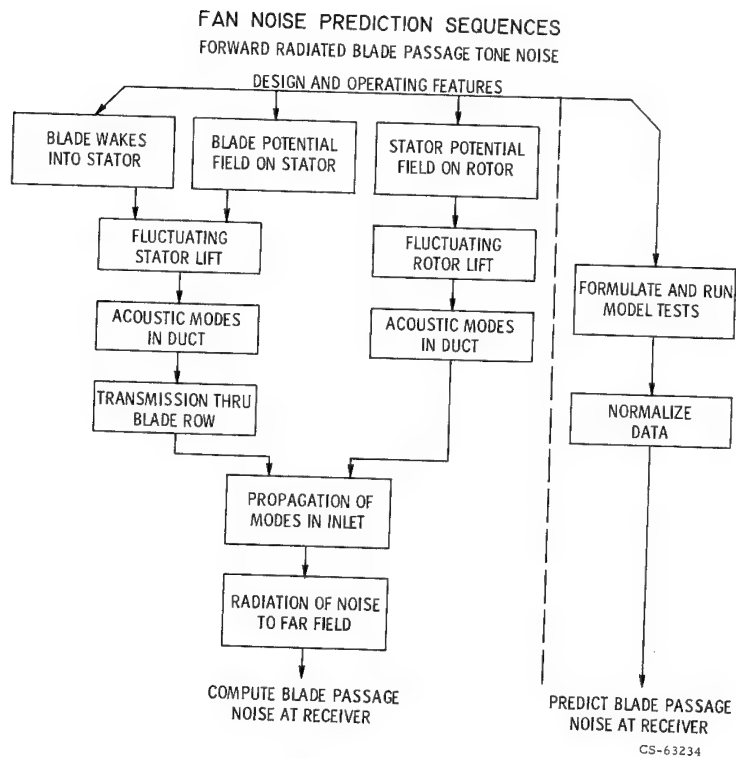 FAN NOISE PREDICTION SEQUENCES
FORWARD RADIATED BLADE PASSAGE TONE NOISE
DESIGN AND OPERATING FEATURES
BLADE WAKES
INTO STATOR
BLADE POTENTIAL
FIELD ON STATOR
STATOR POTENTIAL
FIELD ON ROTOR
FLUCTUATING
STATOR LIFT
FLUCTUATING
ROTOR LIFT
FORMULATE AND RUN
MODEL TESTS
ACOUSTIC MODES
IN DUCT
ACOUSTIC MODES
IN DUCT
TRANSMISSION THRU
BLADE ROW
NORMALIZE
DATA
PROPAGATION OF
MODES IN INLET
RADIATION OF NOISE
TO FAR FIELD
COMPUTE BLADE PASSAGE
NOISE AT RECEIVER
PREDICT BLADE PASSAGE
NOISE AT RECEIVER
CS-63234